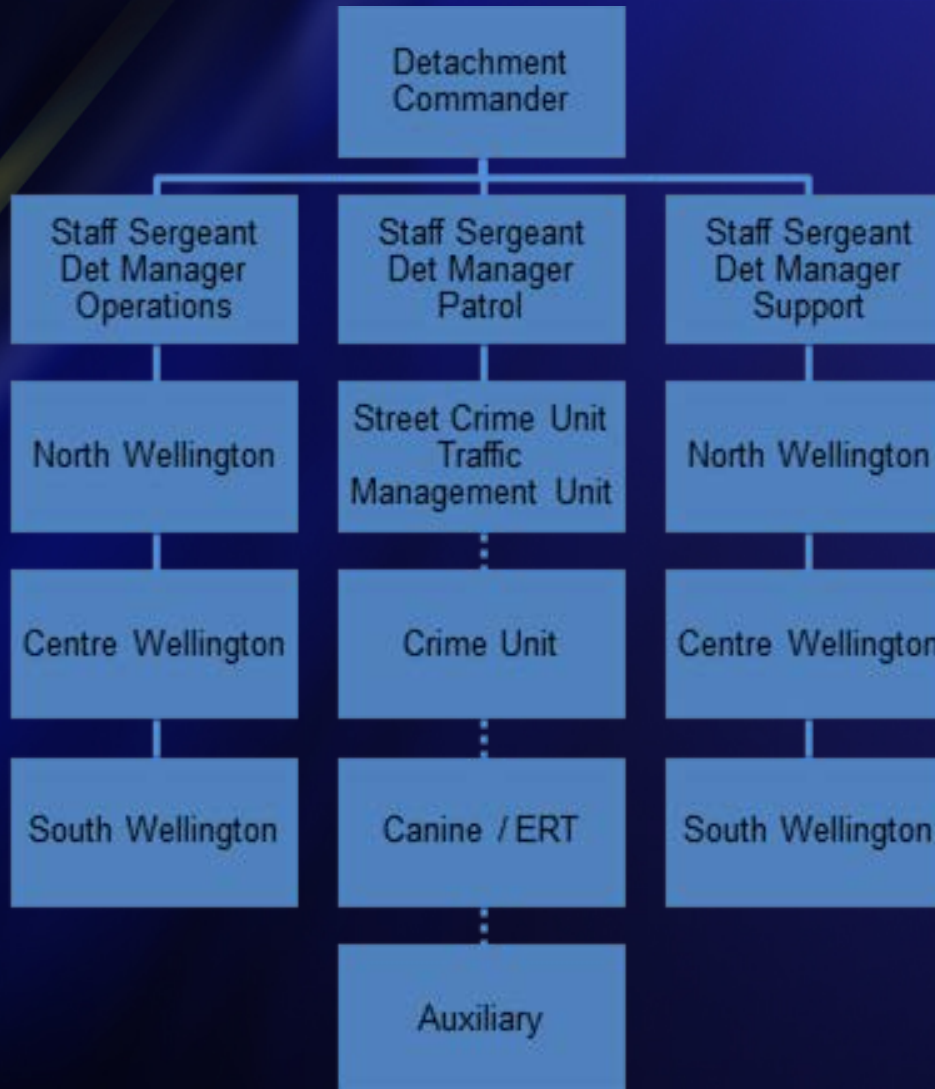 Detachment
Commander
Staff Sergeant
Det Manager
Operations
Staff Sergeant
Det Manager
Patrol
Staff Sergeant
Det Manager
Support
North Wellington
Street Crime Unit
Traffic
Management Unit
North Wellington
Centre Wellington
Crime Unit
Centre Wellington
South Wellington
Canine / ERT
South Wellington
Auxiliary